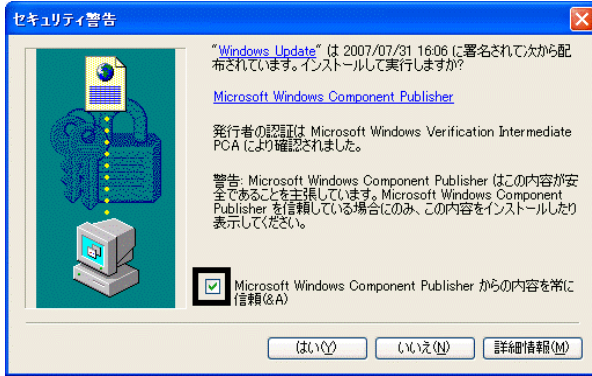 セキュリティ警告
"Windows Update" は 2007/07/31 16:06 に署名されて次から配
布されています。インストールして実行しますか?
Microsoft Windows Component Publisher
発行者の認証は Microsoft Windows Verification Intermediate
PCA により確認されました。
警告: Microsoft Windows Component Publisher はこの内容が安
全であることを主張しています。Microsoft Windows Component
Publisher を信頼している場合にのみ、この内容をインストールしたり
表示してください。
Microsoft Windows Component Publisher からの内容を常に
信頼(&A)
はい(Y) いいえ(N) 詳細情報(M)